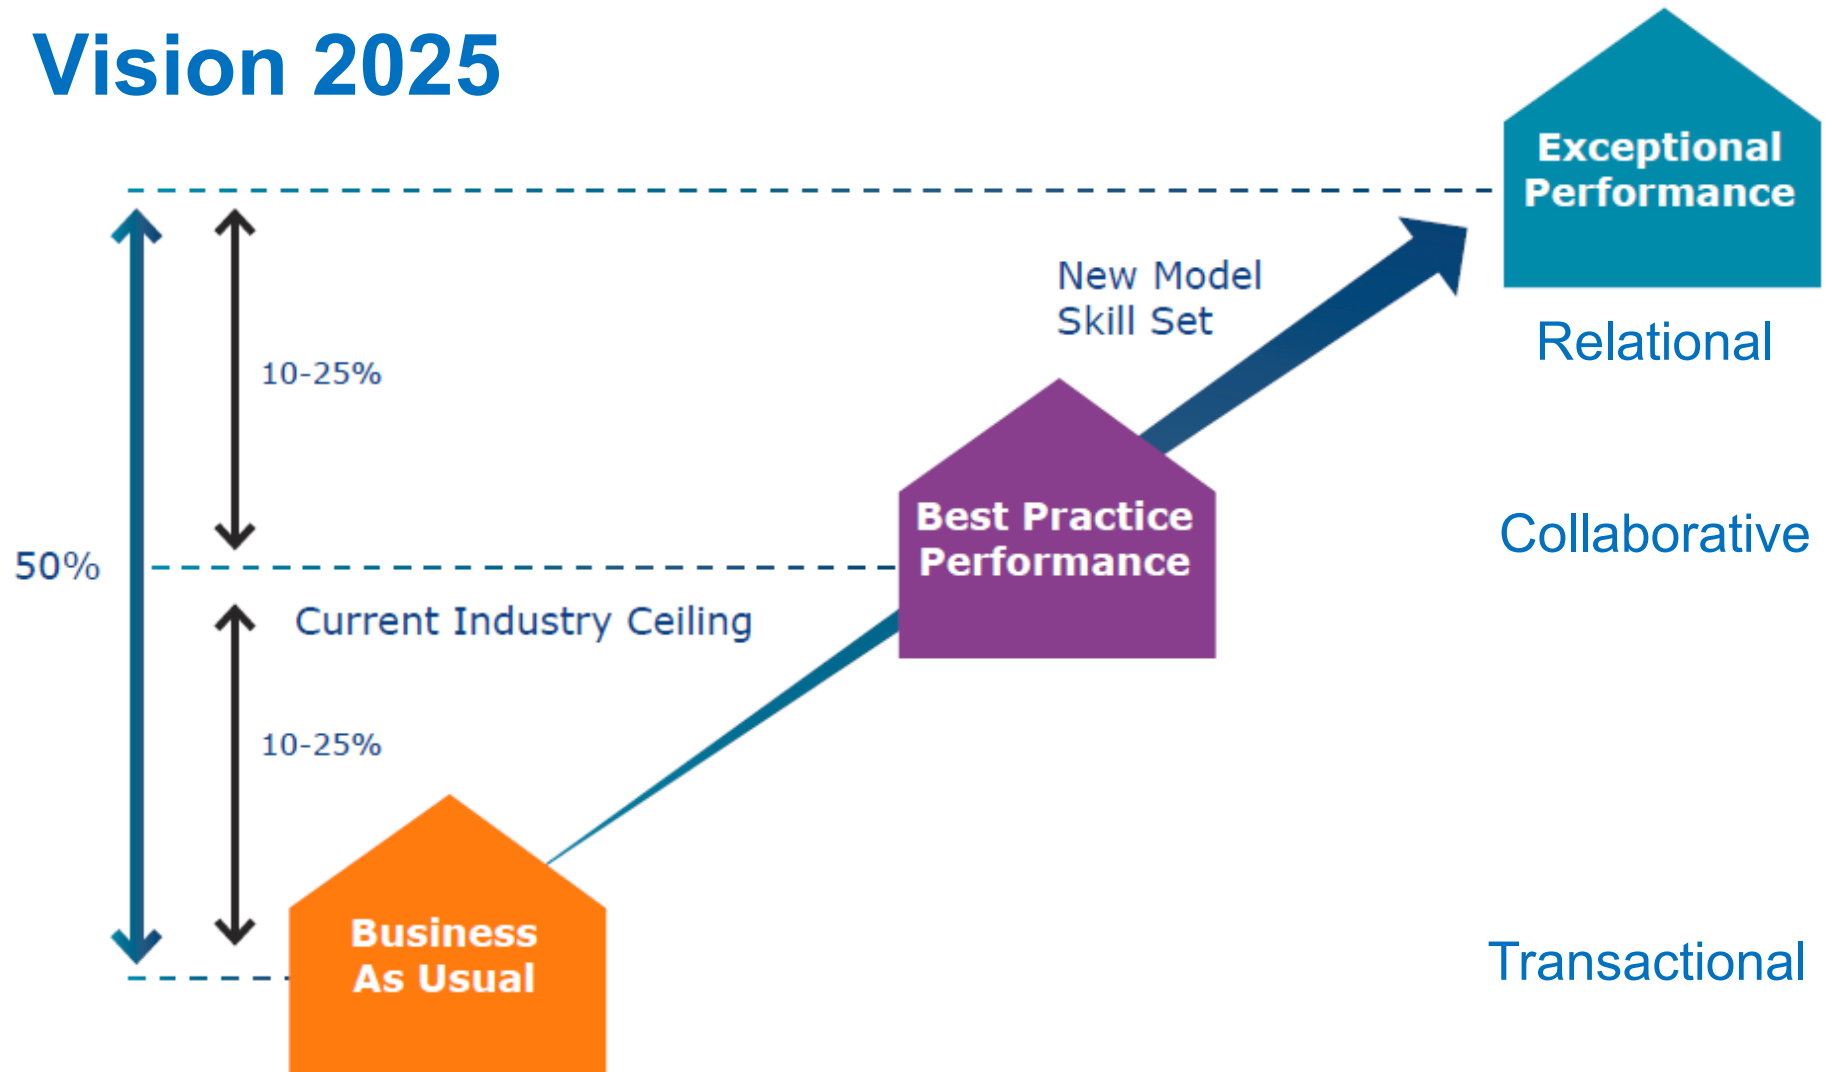 Vision 2025
Exceptional
Performance
New Model
Skill Set
Relational
10-25%
Best Practice
Performance
Collaborative
50%
Current Industry Ceiling
10-25%
Business
As Usual
Transactional